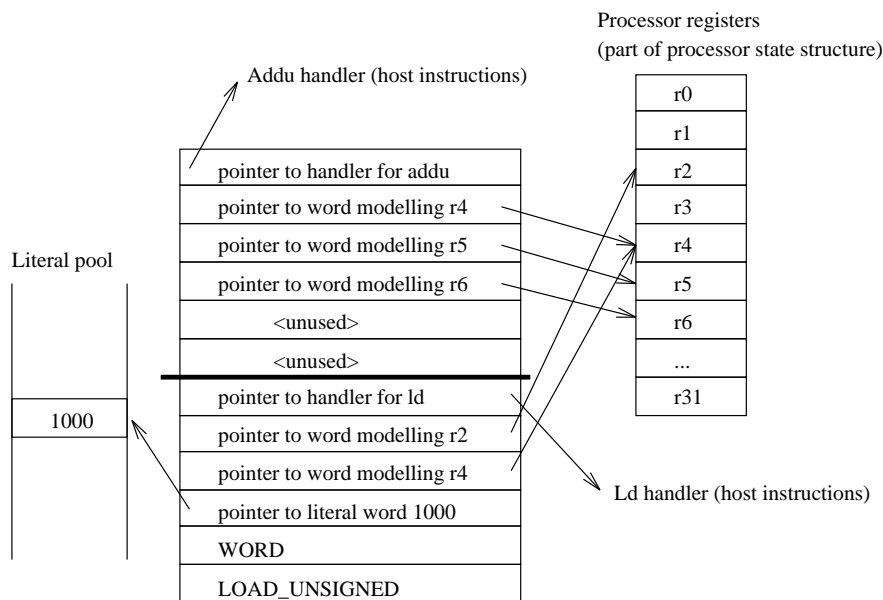 Processor registers
(part of processor state structure)
Addu handler (host instructions)
r0
r1
r2
r3
r4
r5
r6
...
r31
pointer to handler for addu
pointer to word modelling r4
pointer to word modelling r5
pointer to word modelling r6
<unused>
<unused>
pointer to handler for ld
pointer to word modelling r2
pointer to word modelling r4
pointer to literal word 1000
WORD
LOAD_UNSIGNED
Literal pool
1000
Ld handler (host instructions)